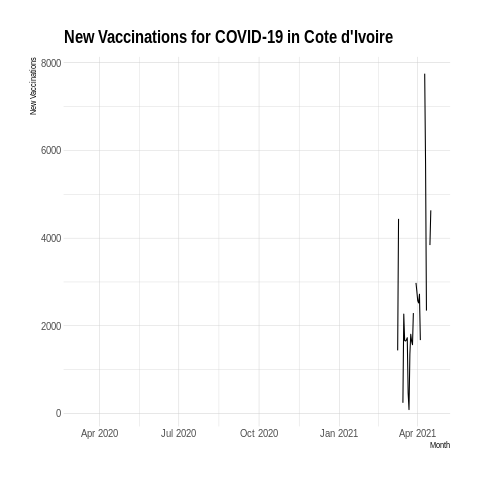 New Vaccinations for COVID-19 in Cote d'Ivoire
New Vaccinations
8000
6000
4000
2000
0
Apr 2020 Jul 2020 Oct 2020 Jan 2021 Apr 2021
Month